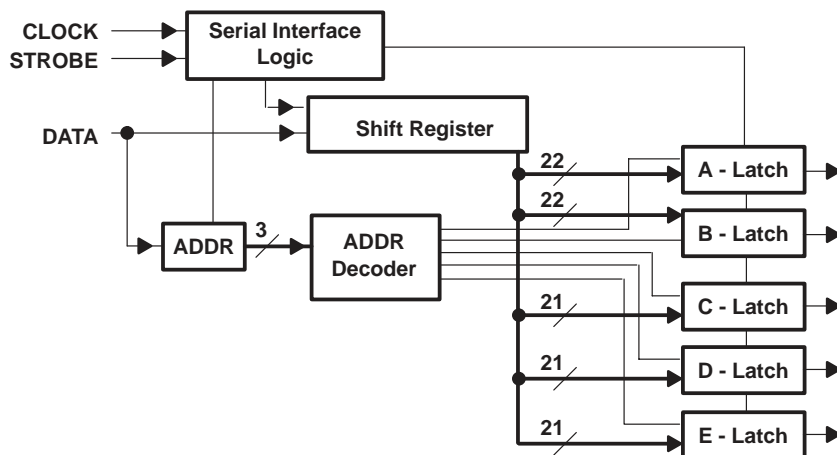 CLOCK
STROBE
Serial Interface
Logic
DATA
Shift Register
22
A - Latch
22
B - Latch
ADDR
3
ADDR
Decoder
21
C - Latch
21
D - Latch
21
E - Latch